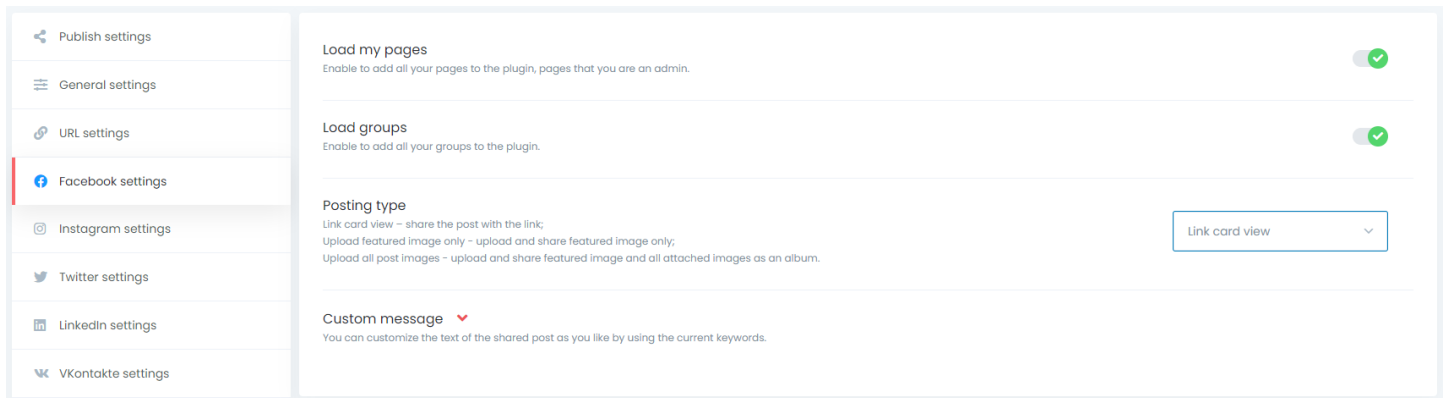 Publish settings
General settings
URL settings
Facebook settings
Instagram settings
Twitter settings
LinkedIn settings
VKontakte settings
Load my pages
Enable to add all your pages to the plugin, pages that you are an admin.
Load groups
Enable to add all your groups to the plugin.
Posting type
Link card view – share the post with the link;
Upload featured image only - upload and share featured image only;
Upload all post images - upload and share featured image and all attached images as an album.
Link card view
Custom message
You can customize the text of the shared post as you like by using the current keywords.